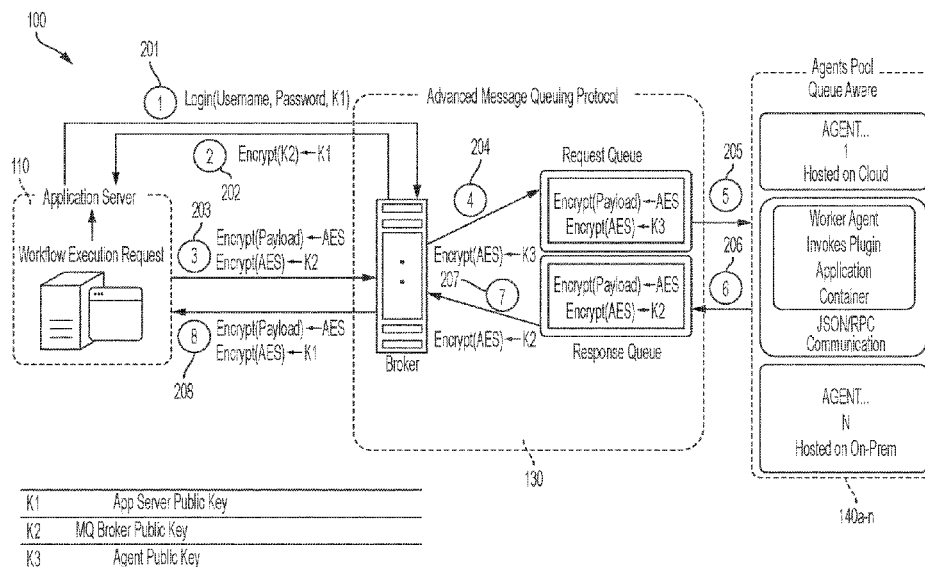 100
201
1 Login(Username, Password, K1)
2 Encrypt(K2)←K1
202
110
Application Server
Workflow Execution Request
203
3 Encrypt(Payload)←AES
Encrypt(AES)←K2
8 Encrypt(Payload)←AES
Encrypt(AES)←K1
208
Advanced Message Queuing Protocol
204
4
Encrypt(AES)←K3
207
7
Encrypt(AES)←K2
Broker
Request Queue
Encrypt(Payload)←AES
Encrypt(AES)←K3
Encrypt(Payload)←AES
Encrypt(AES)←K2
Response Queue
130
205
5
206
6
Agents Pool
Queue Aware
AGENT...
1
Hosted on Cloud
Worker Agent
Invokes Plugin
Application
Container
JSON/RPC
Communication
AGENT...
N
Hosted on On-Prem
140a-n
K1 App Server Public Key
K2 MQ Broker Public Key
K3 Agent Public Key